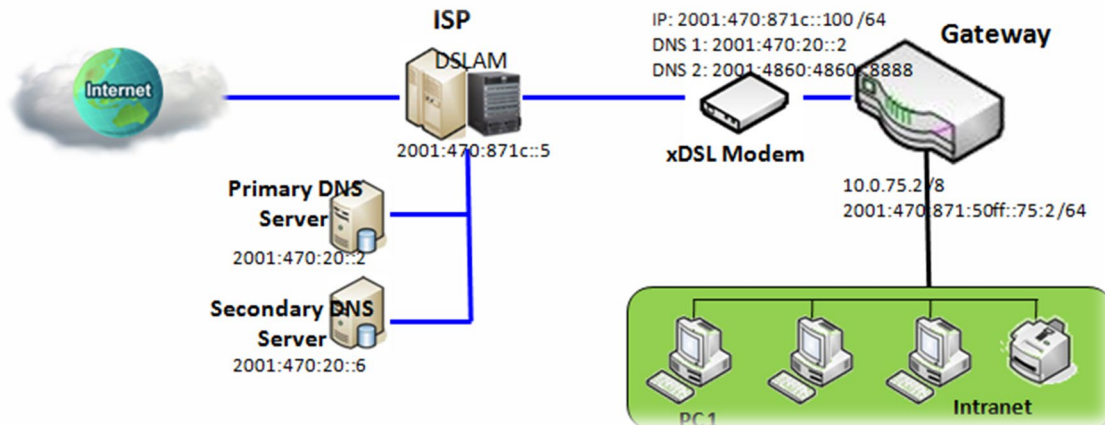 ISP
DSLAM
Internet
2001:470:871c::5
IP: 2001:470:871c::100 /64
DNS 1: 2001:470:20::2
DNS 2: 2001:4860:4860::8888
Gateway
xDSL Modem
10.0.75.2 /8
2001:470:871:50ff::75:2 /64
Primary DNS
Server
2001:470:20::2
Secondary DNS
Server
2001:470:20::6
PC1
Intranet